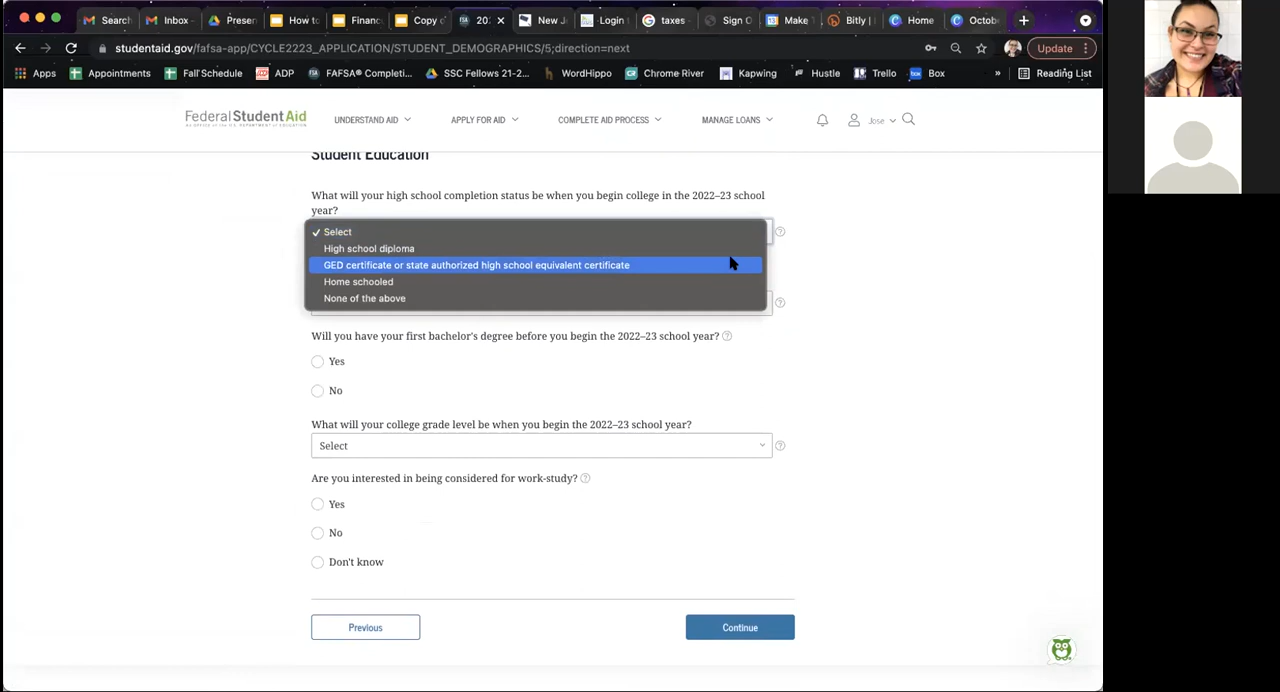 Search
Inbox
Presen
How to
Financ
Copy o
202
New J
Login t
taxes -
Sign O
Make T
Bitly |
Home
Octob
studentaid.gov/fafsa-app/CYCLE2223_APPLICATION/STUDENT_DEMOGRAPHICS/5;direction=next
Update
Apps
Appointments
Fall Schedule
ADP
FAFSA® Completi...
SSC Fellows 21-2...
WordHippo
Chrome River
Kapwing
Hustle
Trello
Box
»
Reading List
Federal Student Aid
UNDERSTAND AID
APPLY FOR AID
COMPLETE AID PROCESS
MANAGE LOANS
Jose
Student Education
What will your high school completion status be when you begin college in the 2022–23 school
year?
✓ Select
High school diploma
GED certificate or state authorized high school equivalent certificate
Home schooled
None of the above
Will you have your first bachelor's degree before you begin the 2022–23 school year?
Yes
No
What will your college grade level be when you begin the 2022–23 school year?
Select
Are you interested in being considered for work-study?
Yes
No
Don't know
Previous
Continue